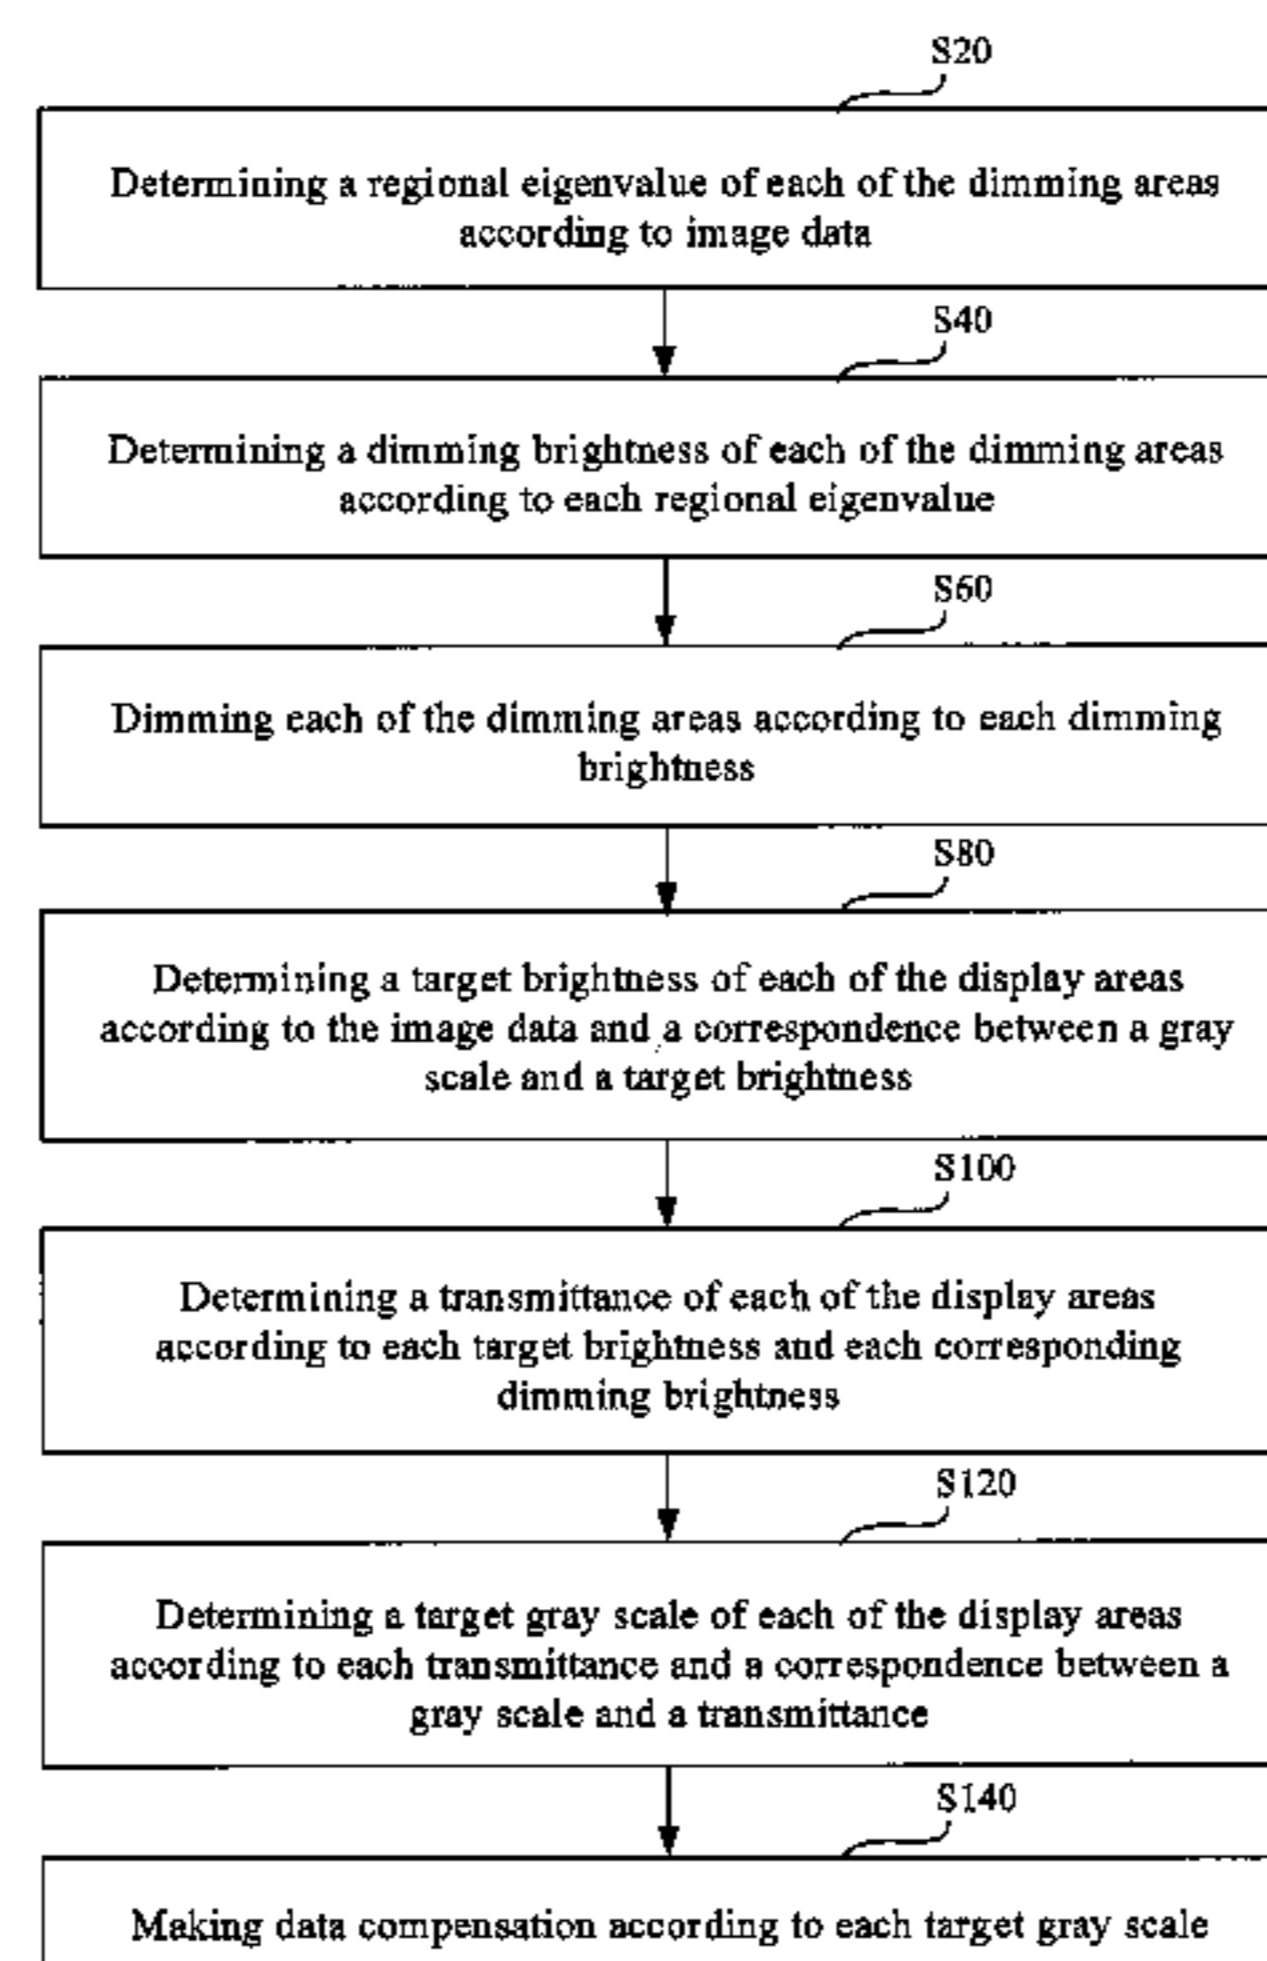 S20
Determining a regional eigenvalue of each of the dimming areas
according to image data
S40
Determining a dimming brightness of each of the dimming areas
according to each regional eigenvalue
S60
Dimming each of the dimming areas according to each dimming
brightness
S80
Determining a target brightness of each of the display areas
according to the image data and a correspondence between a gray
scale and a target brightness
S100
Determining a transmittance of each of the display areas
according to each target brightness and each corresponding
dimming brightness
S120
Determining a target gray scale of each of the display areas
according to each transmittance and a correspondence between a
gray scale and a transmittance
S140
Making data compensation according to each target gray scale